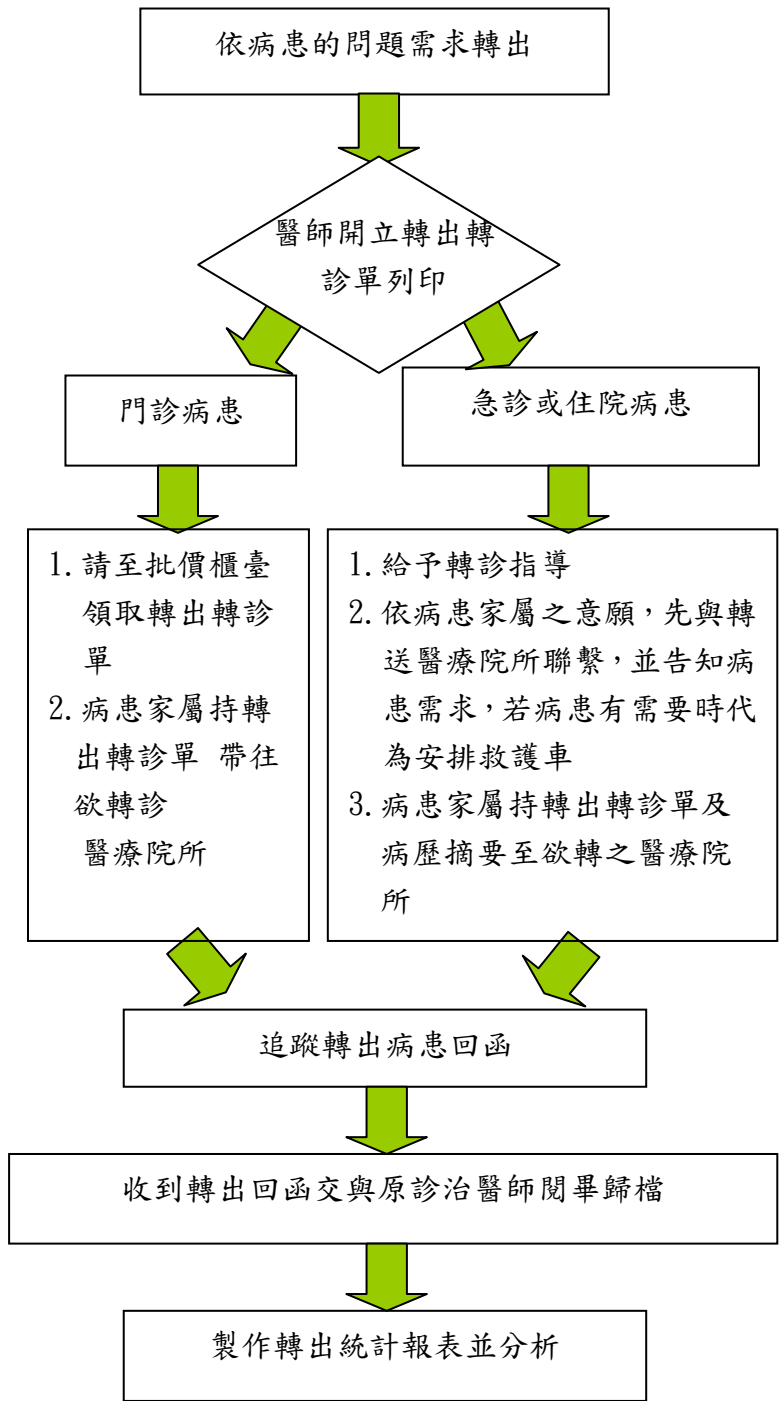 依病患的問題需求轉出
醫師開立轉出轉
診單列印
門診病患
急診或住院病患
1. 請至批價櫃臺
領取轉出轉診
單
2. 病患家屬持轉
出轉診單 帶往
欲轉診
醫療院所
1. 給予轉診指導
2. 依病患家屬之意願，先與轉
送醫療院所聯繫，並告知病
患需求，若病患有需要時代
為安排救護車
3. 病患家屬持轉出轉診單及
病歷摘要至欲轉之醫療院
所
追蹤轉出病患回函
收到轉出回函交與原診治醫師閱畢歸檔
製作轉出統計報表並分析